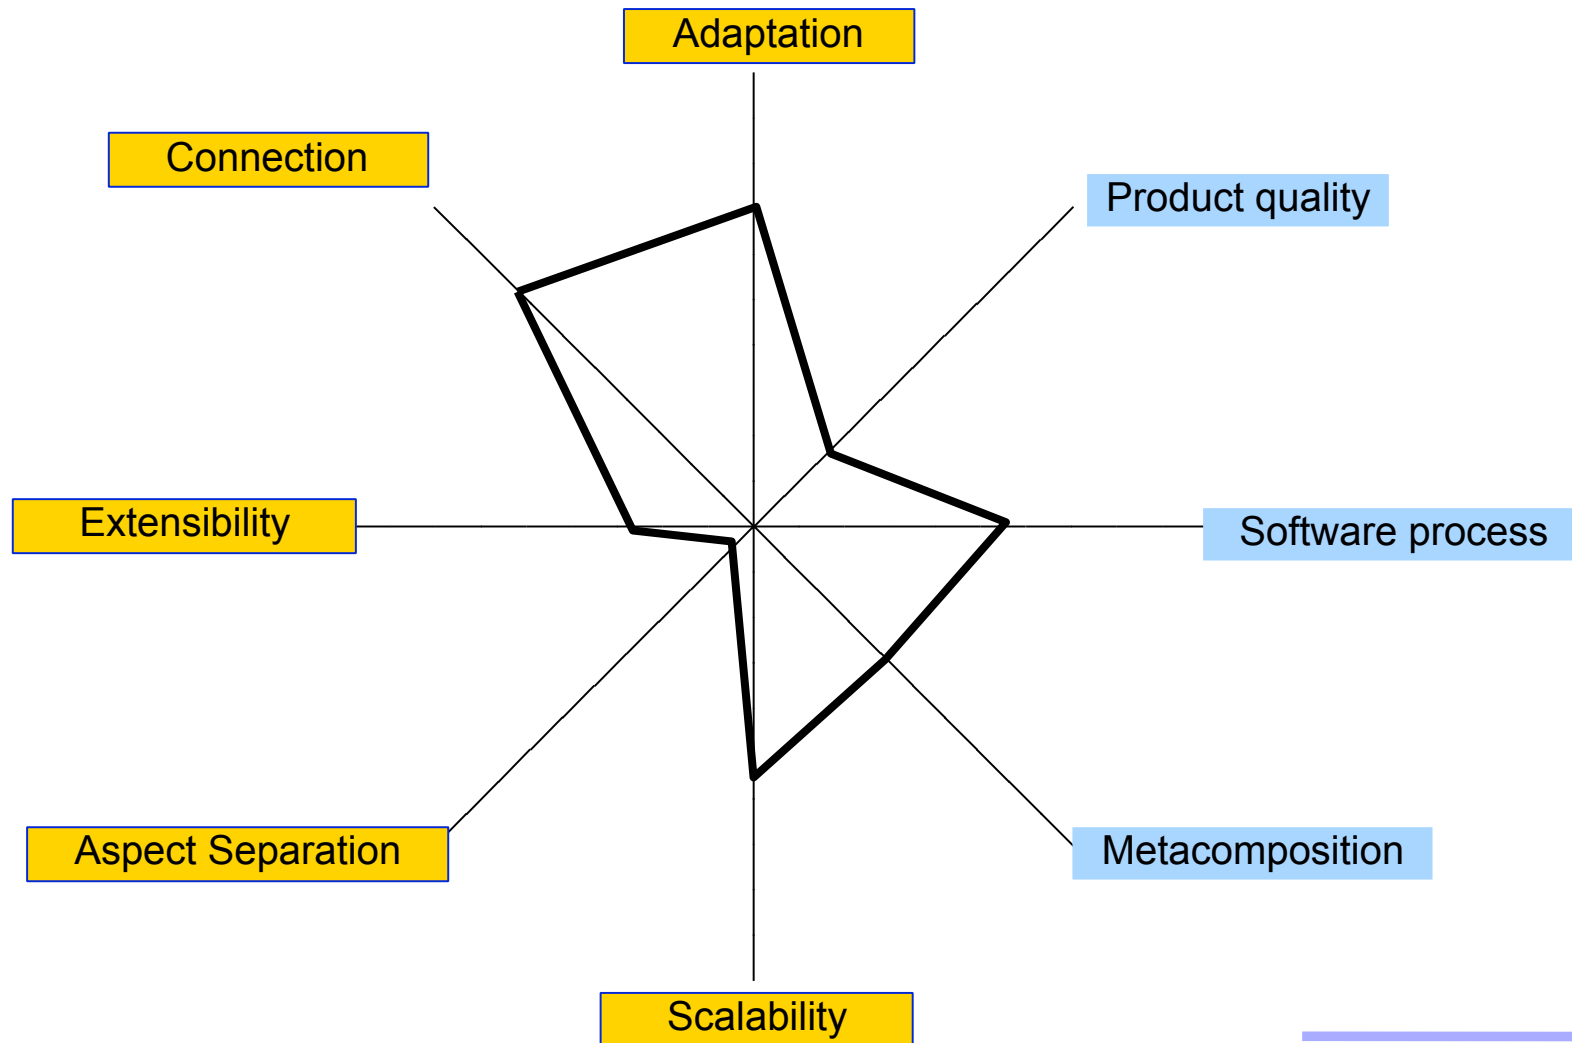 Adaptation
Connection
Product quality
Extensibility
Software process
Aspect Separation
Metacomposition
Scalability